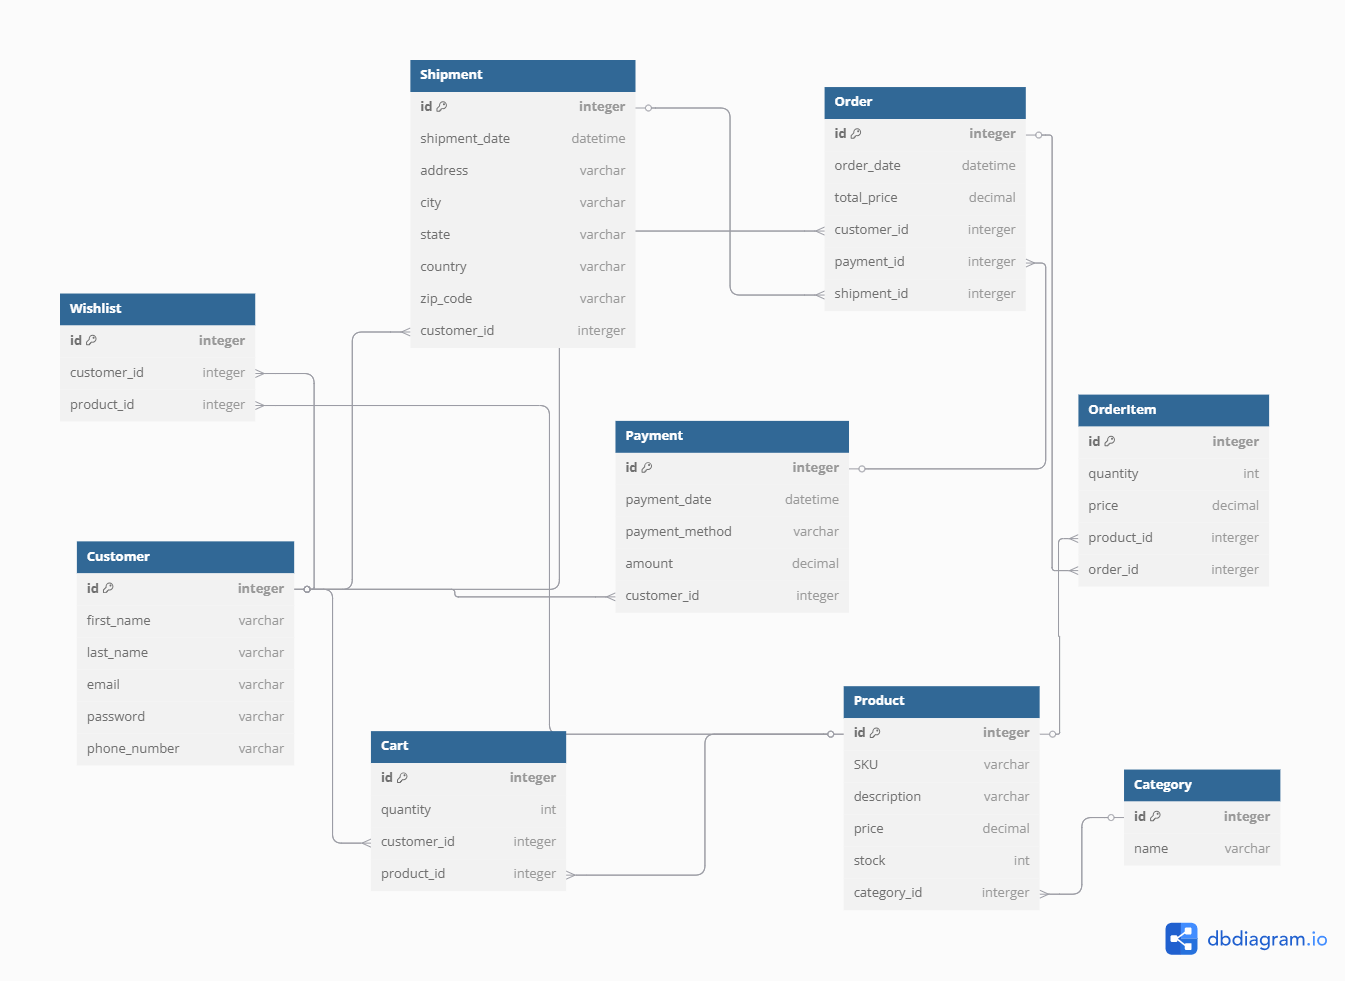 Shipment
id integer
shipment_date datetime
address varchar
city varchar
state varchar
country varchar
zip_code varchar
customer_id interger
Order
id integer
order_date datetime
total_price decimal
customer_id interger
payment_id interger
shipment_id interger
Wishlist
id integer
customer_id integer
product_id integer
OrderItem
id integer
quantity int
price decimal
product_id interger
order_id interger
Payment
id integer
payment_date datetime
payment_method varchar
amount decimal
customer_id integer
Customer
id integer
first_name varchar
last_name varchar
email varchar
password varchar
phone_number varchar
Product
id integer
SKU varchar
description varchar
price decimal
stock int
category_id interger
Cart
id integer
quantity int
customer_id integer
product_id integer
Category
id integer
name varchar
dbdiagram.io